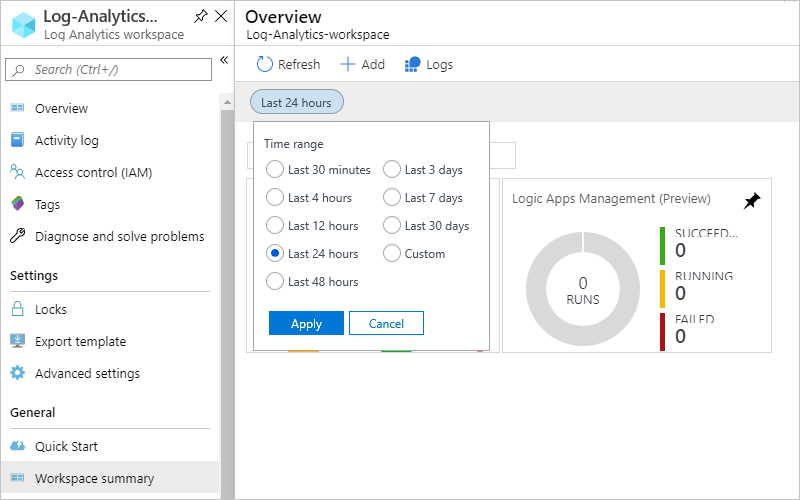 Log-Analytics...
Log Analytics workspace
Search (Ctrl+/)
Overview
Activity log
Access control (IAM)
Tags
Diagnose and solve problems
Settings
Locks
Export template
Advanced settings
General
Quick Start
Workspace summary
Overview
Log-Analytics-workspace
Refresh
Add
Logs
Last 24 hours
Time range
Last 30 minutes
Last 3 days
Last 4 hours
Last 7 days
Last 12 hours
Last 30 days
Last 24 hours
Custom
Last 48 hours
Apply
Cancel
Logic Apps Management (Preview)
0
RUNS
SUCCEED...
0
RUNNING
0
FAILED
0